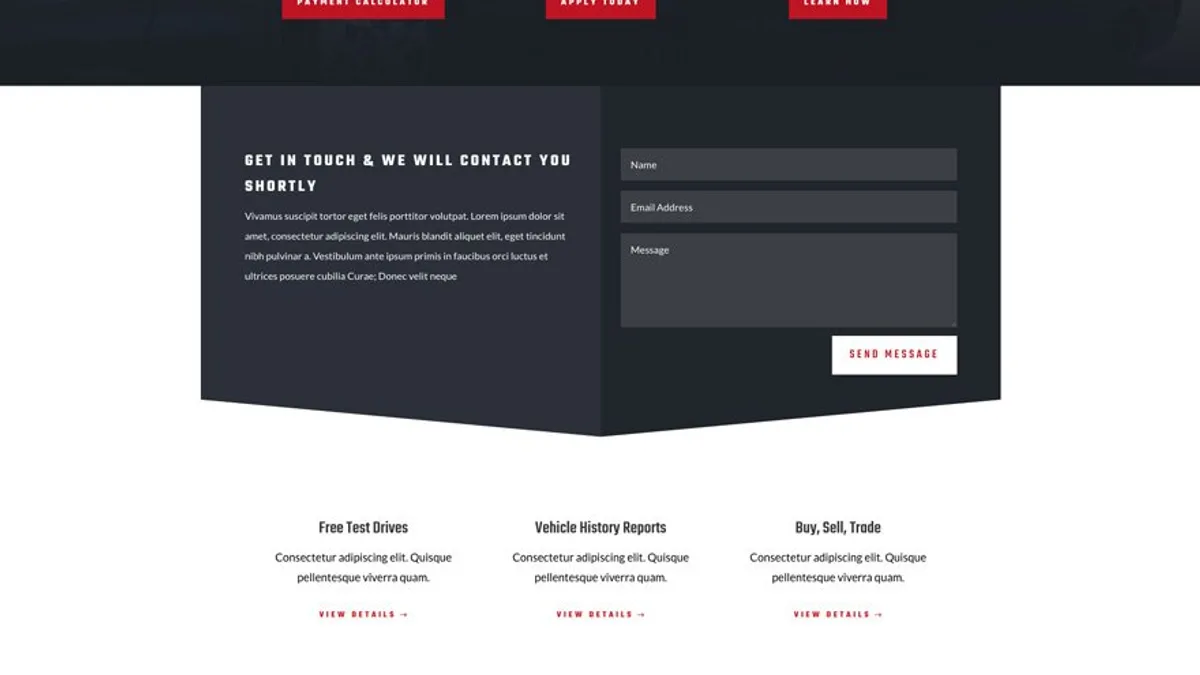 PAYMENT CALCULATOR
APPLY TODAY
LEARN NOW
GET IN TOUCH & WE WILL CONTACT YOU
SHORTLY
Vivamus suscipit tortor eget felis porttitor volutpat. Lorem ipsum dolor sit
amet, consectetur adipiscing elit. Mauris blandit aliquet elit, eget tincidunt
nibh pulvinar a. Vestibulum ante ipsum primis in faucibus orci luctus et
ultrices posuere cubilia Curae; Donec velit neque
Name
Email Address
Message
SEND MESSAGE
Free Test Drives
Consectetur adipiscing elit. Quisque
pellentesque viverra quam.
VIEW DETAILS →
Vehicle History Reports
Consectetur adipiscing elit. Quisque
pellentesque viverra quam.
VIEW DETAILS →
Buy, Sell, Trade
Consectetur adipiscing elit. Quisque
pellentesque viverra quam.
VIEW DETAILS →